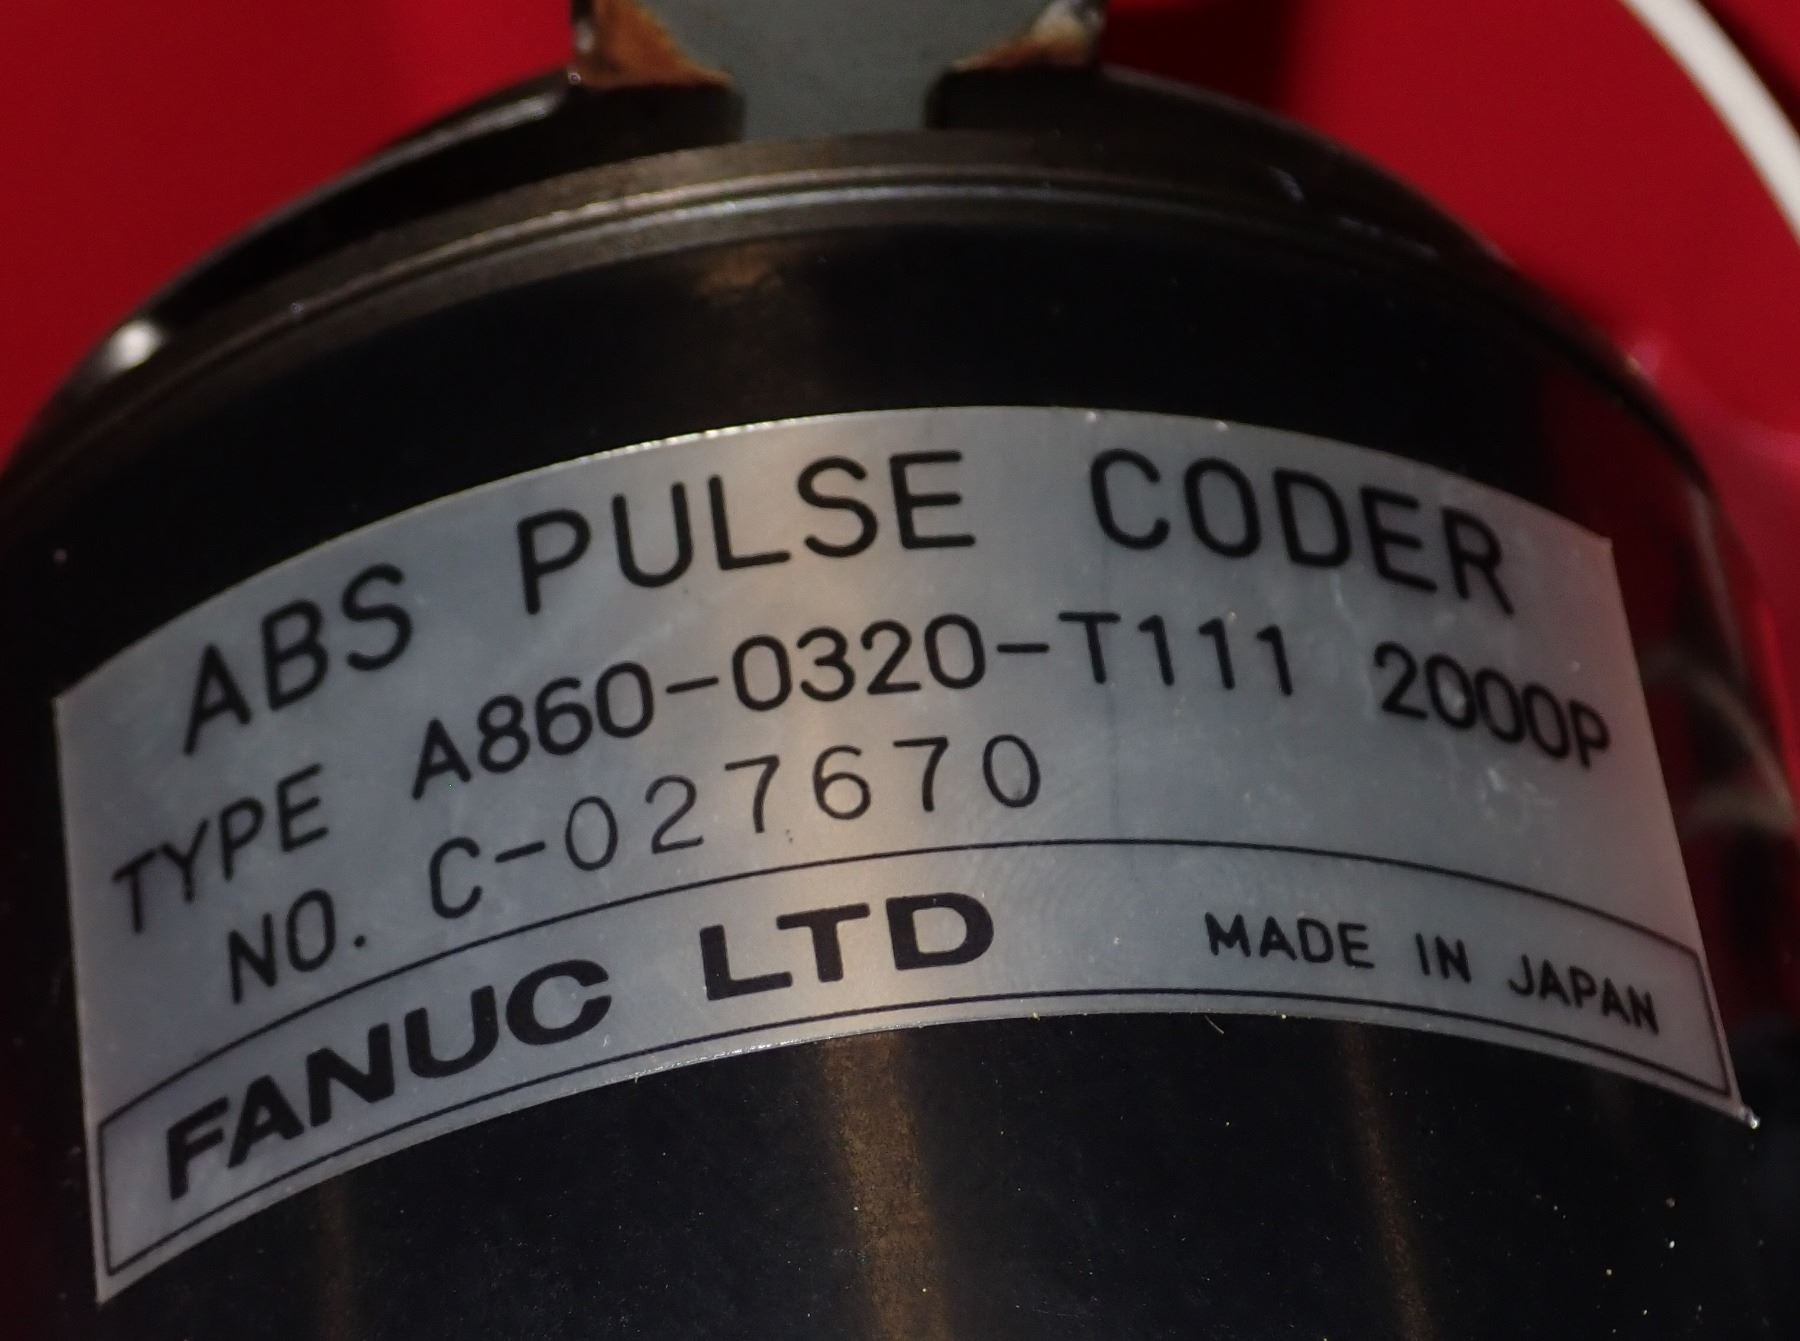 ABS PULSE CODER
TYPE A860-0320-T111 2000P
NO. C-027670
FANUC LTD MADE IN JAPAN